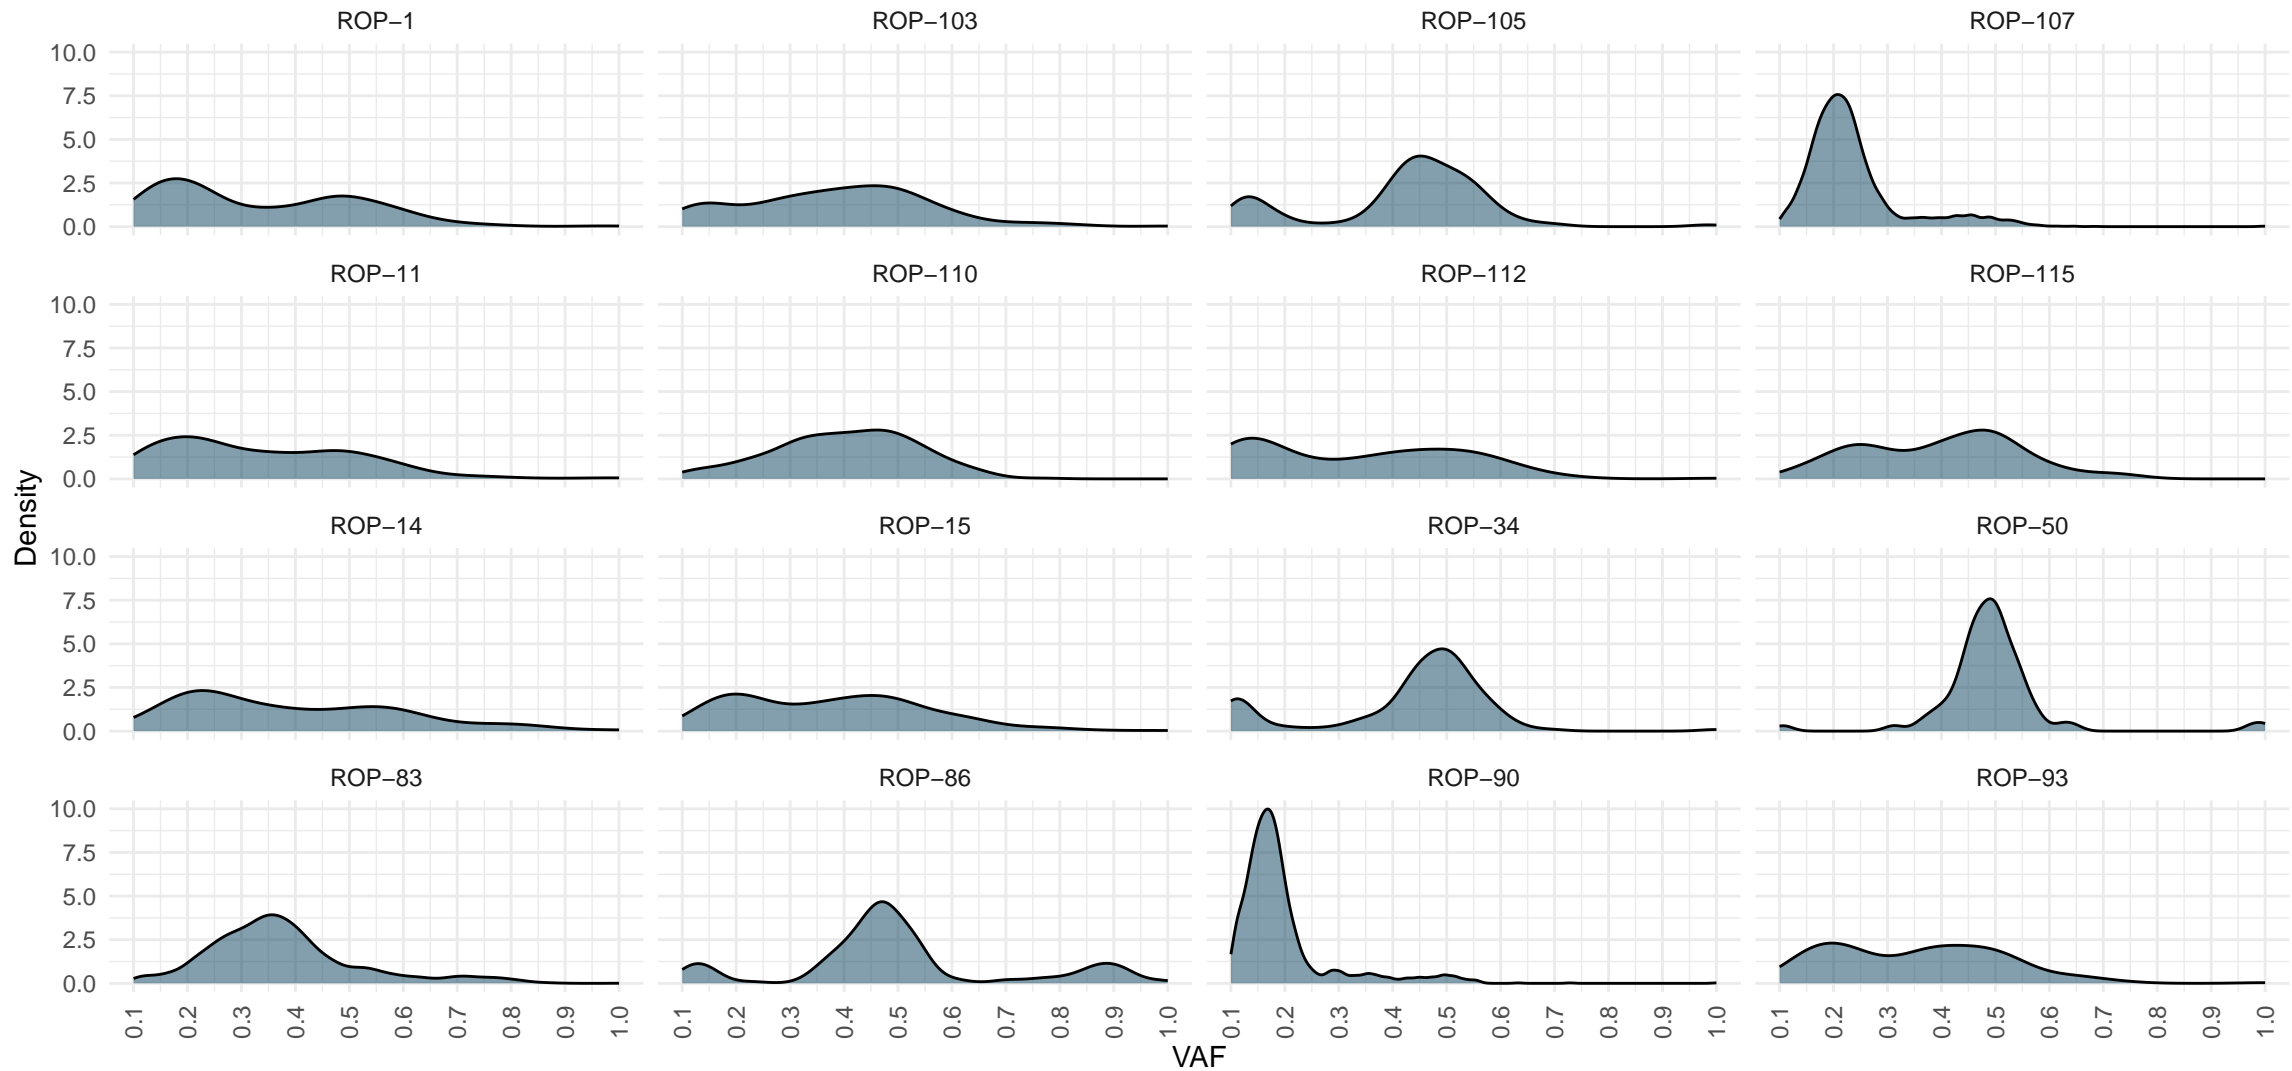 ROP−1 ROP−103 ROP−105 ROP−107
10.0
7.5
5.0
2.5
0.0
ROP−11 ROP−110 ROP−112 ROP−115
10.0
7.5
5.0
2.5
0.0
Density
ROP−14 ROP−15 ROP−34 ROP−50
10.0
7.5
5.0
2.5
0.0
ROP−83 ROP−86 ROP−90 ROP−93
10.0
7.5
5.0
2.5
0.0
0.1 0.2 0.3 0.4 0.5 0.6 0.7 0.8 0.9 1.0 0.1 0.2 0.3 0.4 0.5 0.6 0.7 0.8 0.9 1.0 0.1 0.2 0.3 0.4 0.5 0.6 0.7 0.8 0.9 1.0 0.1 0.2 0.3 0.4 0.5 0.6 0.7 0.8 0.9 1.0
VAF